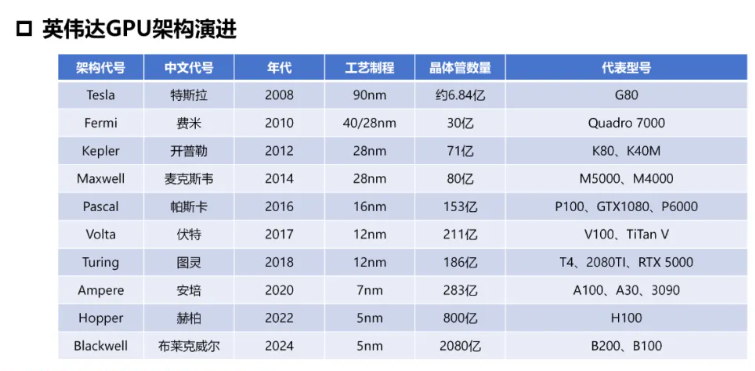 英伟达GPU架构演进
架构代号 中文代号 年代 工艺制程 晶体管数量 代表型号
Tesla 特斯拉 2008 90nm 约6.84亿 G80
Fermi 费米 2010 40/28nm 30亿 Quadro 7000
Kepler 开普勒 2012 28nm 71亿 K80、K40M
Maxwell 麦克斯韦 2014 28nm 80亿 M5000、M4000
Pascal 帕斯卡 2016 16nm 153亿 P100、GTX1080、P6000
Volta 伏特 2017 12nm 211亿 V100、TiTan V
Turing 图灵 2018 12nm 186亿 T4、2080TI、RTX 5000
Ampere 安培 2020 7nm 283亿 A100、A30、3090
Hopper 赫柏 2022 5nm 800亿 H100
Blackwell 布莱克威尔 2024 5nm 2080亿 B200、B100